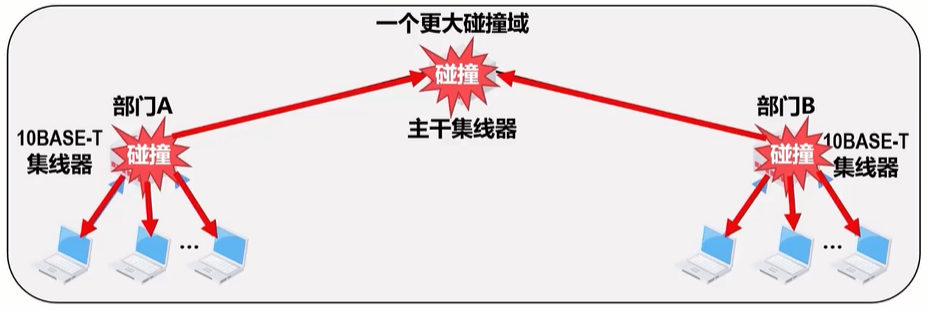 一个更大碰撞域
碰撞
主干集线器
部门A
10BASE-T
集线器
碰撞
...
部门B
碰撞
10BASE-T
集线器
...